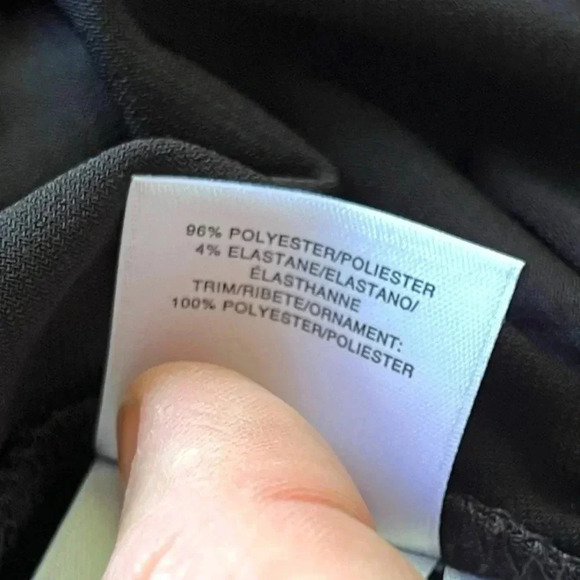 96% POLYESTER/POLIESTER
4% ELASTANE/ELASTANO/
ÉLASTHANNE
TRIM/RIBETE/ORNAMENT:
100% POLYESTER/POLIESTER